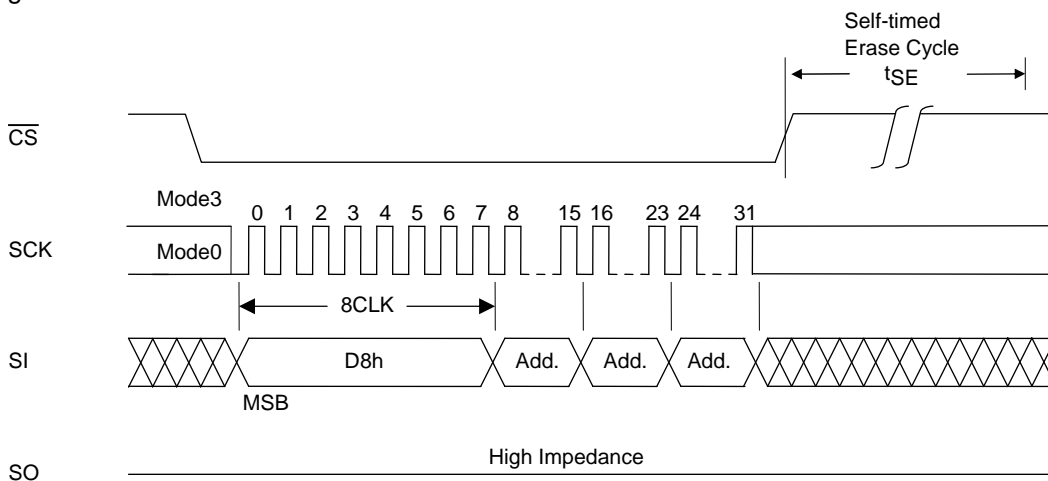 Self-timed
Erase Cycle
tSE
CS
Mode3
0 1 2 3 4 5 6 7 8 15 16 23 24 31
SCK
Mode0
8CLK
SI
D8h Add. Add. Add.
MSB
High Impedance
SO